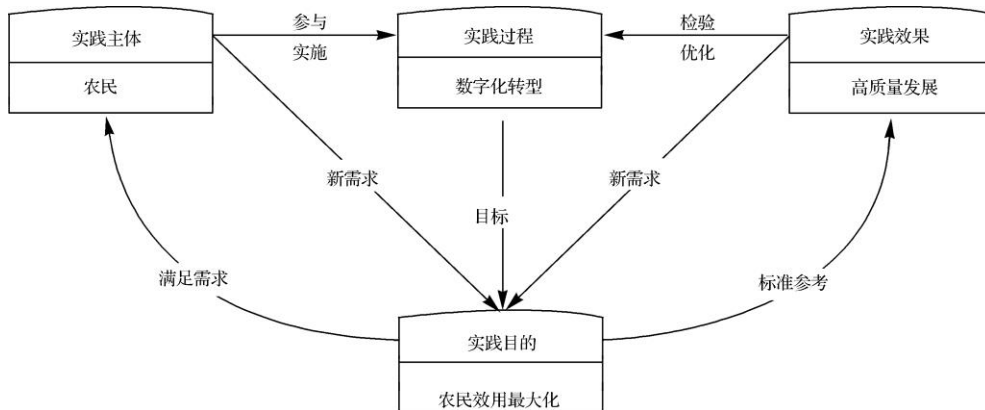 实践主体
农民
参与
实施
实践过程
数字化转型
检验
优化
实践效果
高质量发展
新需求
目标
新需求
满足需求
标准参考
实践目的
农民效用最大化